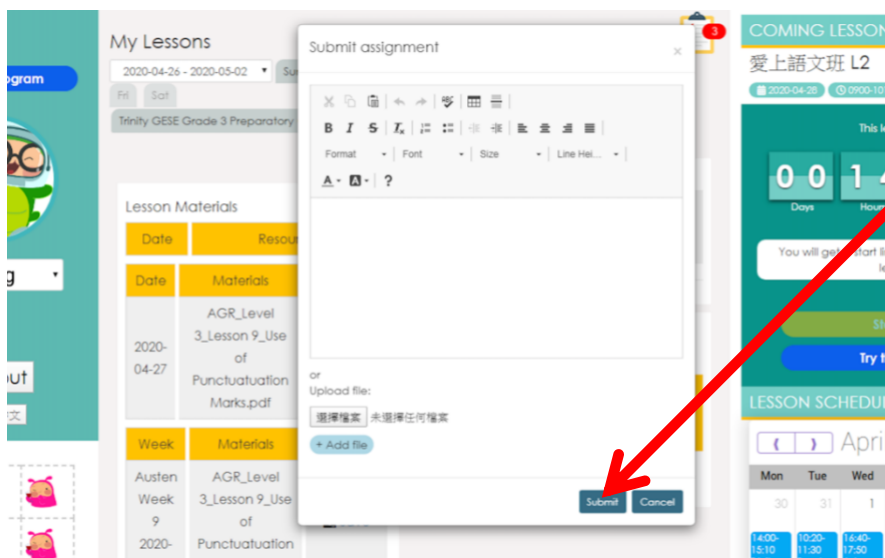 ogram
My Lessons
2020-04-26 - 2020-05-02
Fri Sat
Trinity GESE Grade 3 Preparatory
Lesson Materials
Date
Date Materials
2020-04-27
AGR_Level
3_Lesson 9_Use
of
Punctuatuation
Marks.pdf
Week Materials
Austen
Week
9
2020-
AGR_Level
3_Lesson 9_Use
of
Punctuatuation
Submit assignment
×
B I S Ix
Format Font Size Line Hei...
A A ?
or
Upload file:
選擇檔案 未選擇任何檔案
+ Add file
Submit Cancel
3
COMING LESSON
愛上語文班 L2
2020-04-28
This l
0 0 1
Days
You will get
Try t
LESSON SCHEDU
Apri
Mon Tue Wed
30 31 1
14:00-15:10 10:20-11:30 16:40-17:50